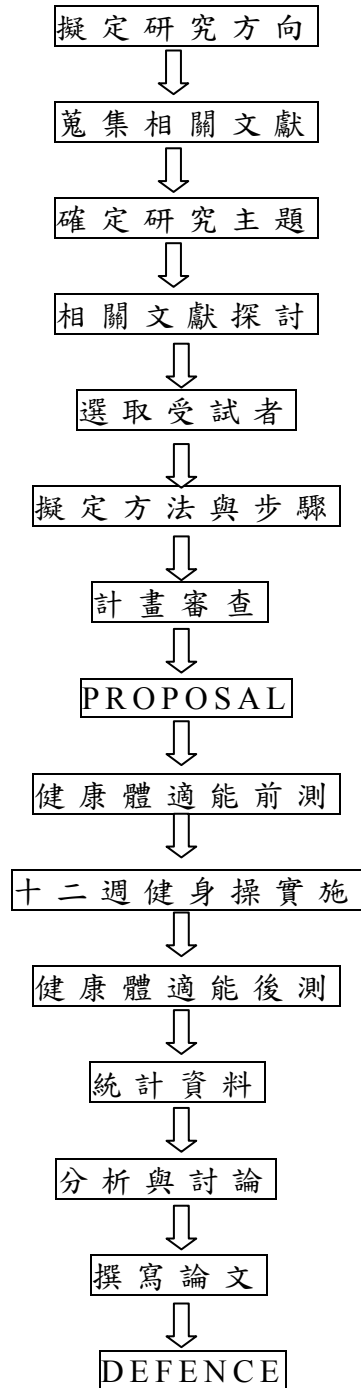 擬定研究方向
蒐集相關文獻
確定研究主題
相關文獻探討
選取受試者
擬定方法與步驟
計畫審查
PROPOSAL
健康體適能前測
十二週健身操實施
健康體適能後測
統計資料
分析與討論
撰寫論文
DEFENCE